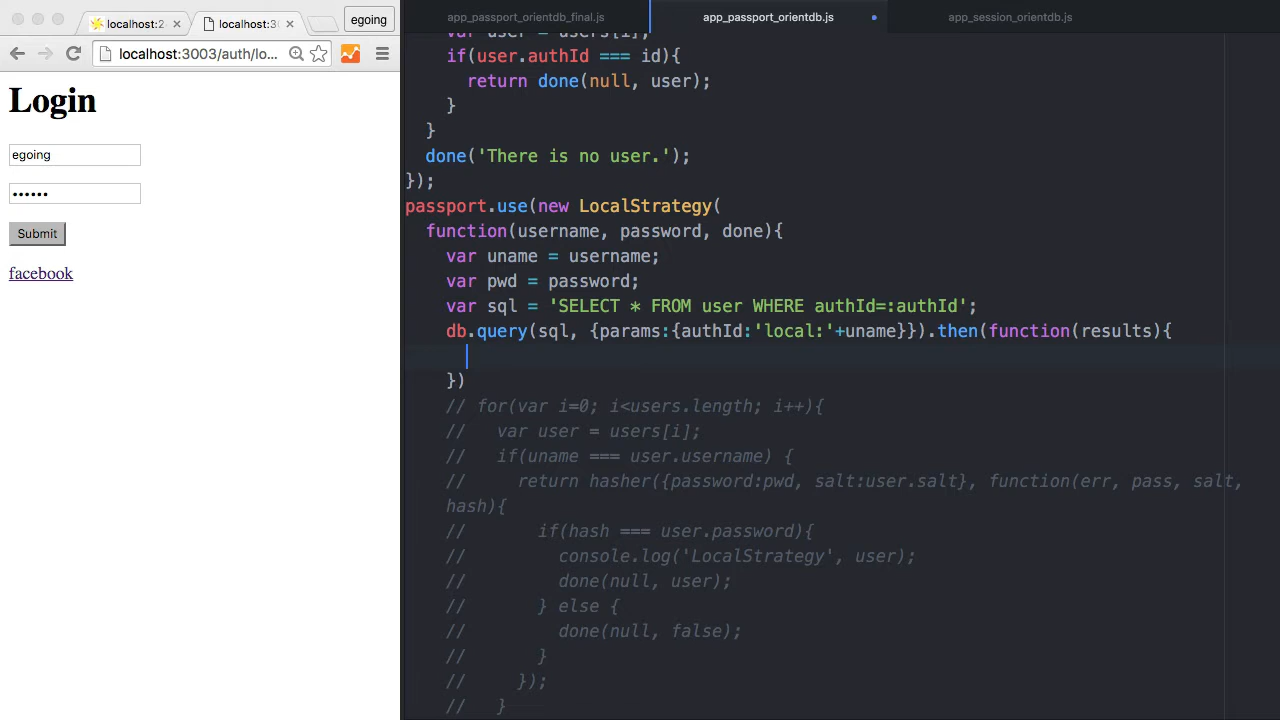 localhost:2
localhost:30
egoing
localhost:3003/auth/lo...
Login
egoing
••••••
Submit
facebook
app_passport_orientdb_final.js
app_passport_orientdb.js
app_session_orientdb.js
var user = users[i];
if(user.authId === id){
return done(null, user);
}
}
done('There is no user.');
});
passport.use(new LocalStrategy(
function(username, password, done){
var uname = username;
var pwd = password;
var sql = 'SELECT * FROM user WHERE authId=:authId';
db.query(sql, {params:{authId:'local:'+uname}}).then(function(results){
})
// for(var i=0; i<users.length; i++){
//   var user = users[i];
//   if(uname === user.username) {
//     return hasher({password:pwd, salt:user.salt}, function(err, pass, salt,
hash){
//       if(hash === user.password){
//         console.log('LocalStrategy', user);
//         done(null, user);
//       } else {
//         done(null, false);
//       }
//     });
//   }